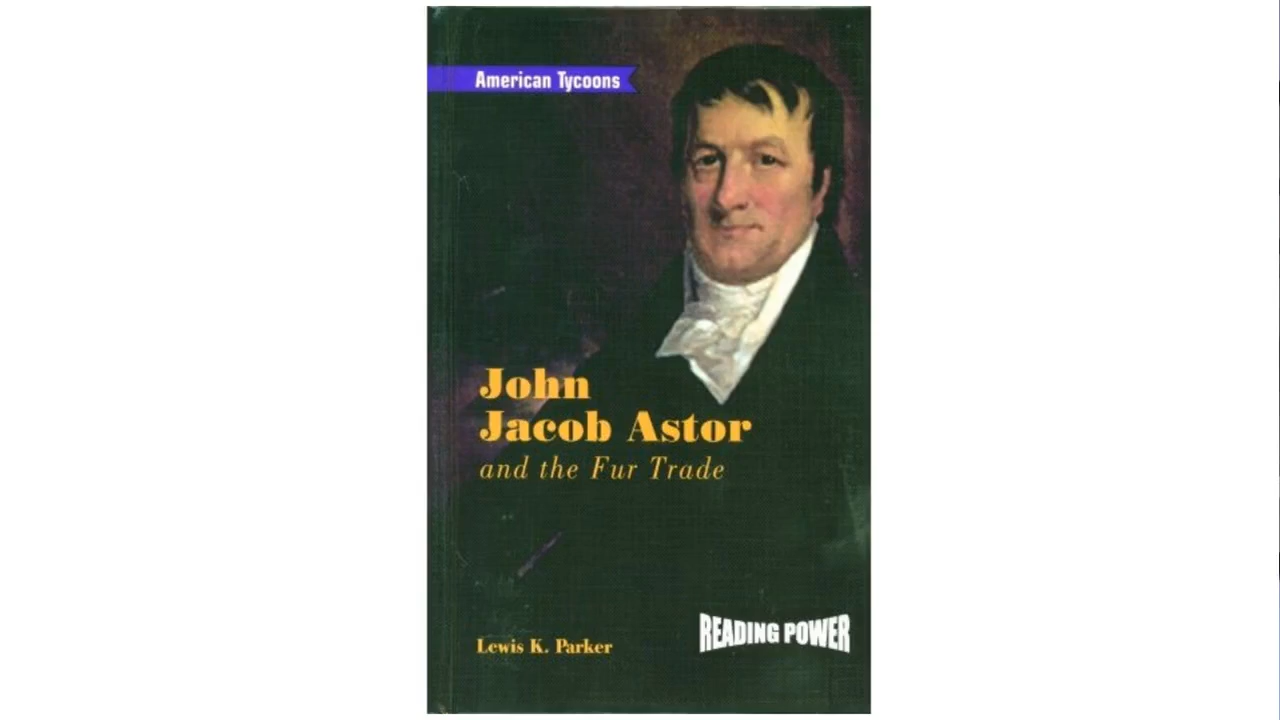 American Tycoons
John
Jacob Astor
and the Fur Trade
Lewis K. Parker
READING POWER